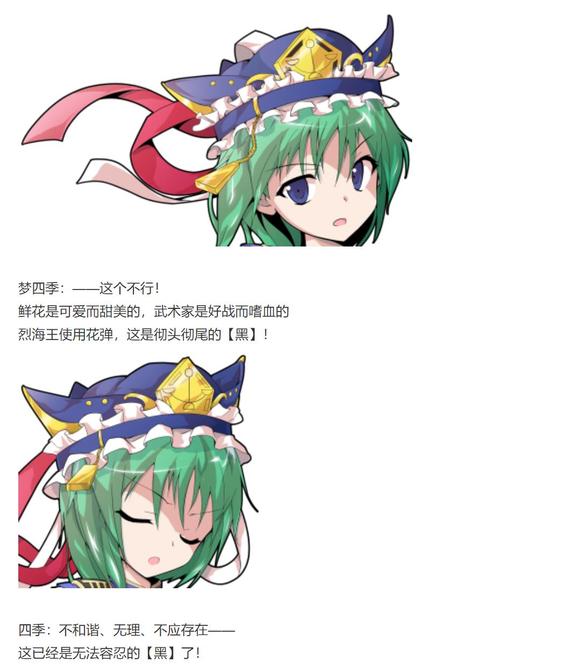 梦四季：——这个不行！
鲜花是可爱而甜美的，武术家是好战而嗜血的
烈海王使用花弹，这是彻头彻尾的【黑】！
四季：不和谐、无理、不应存在——
这已经是无法容忍的【黑】了！